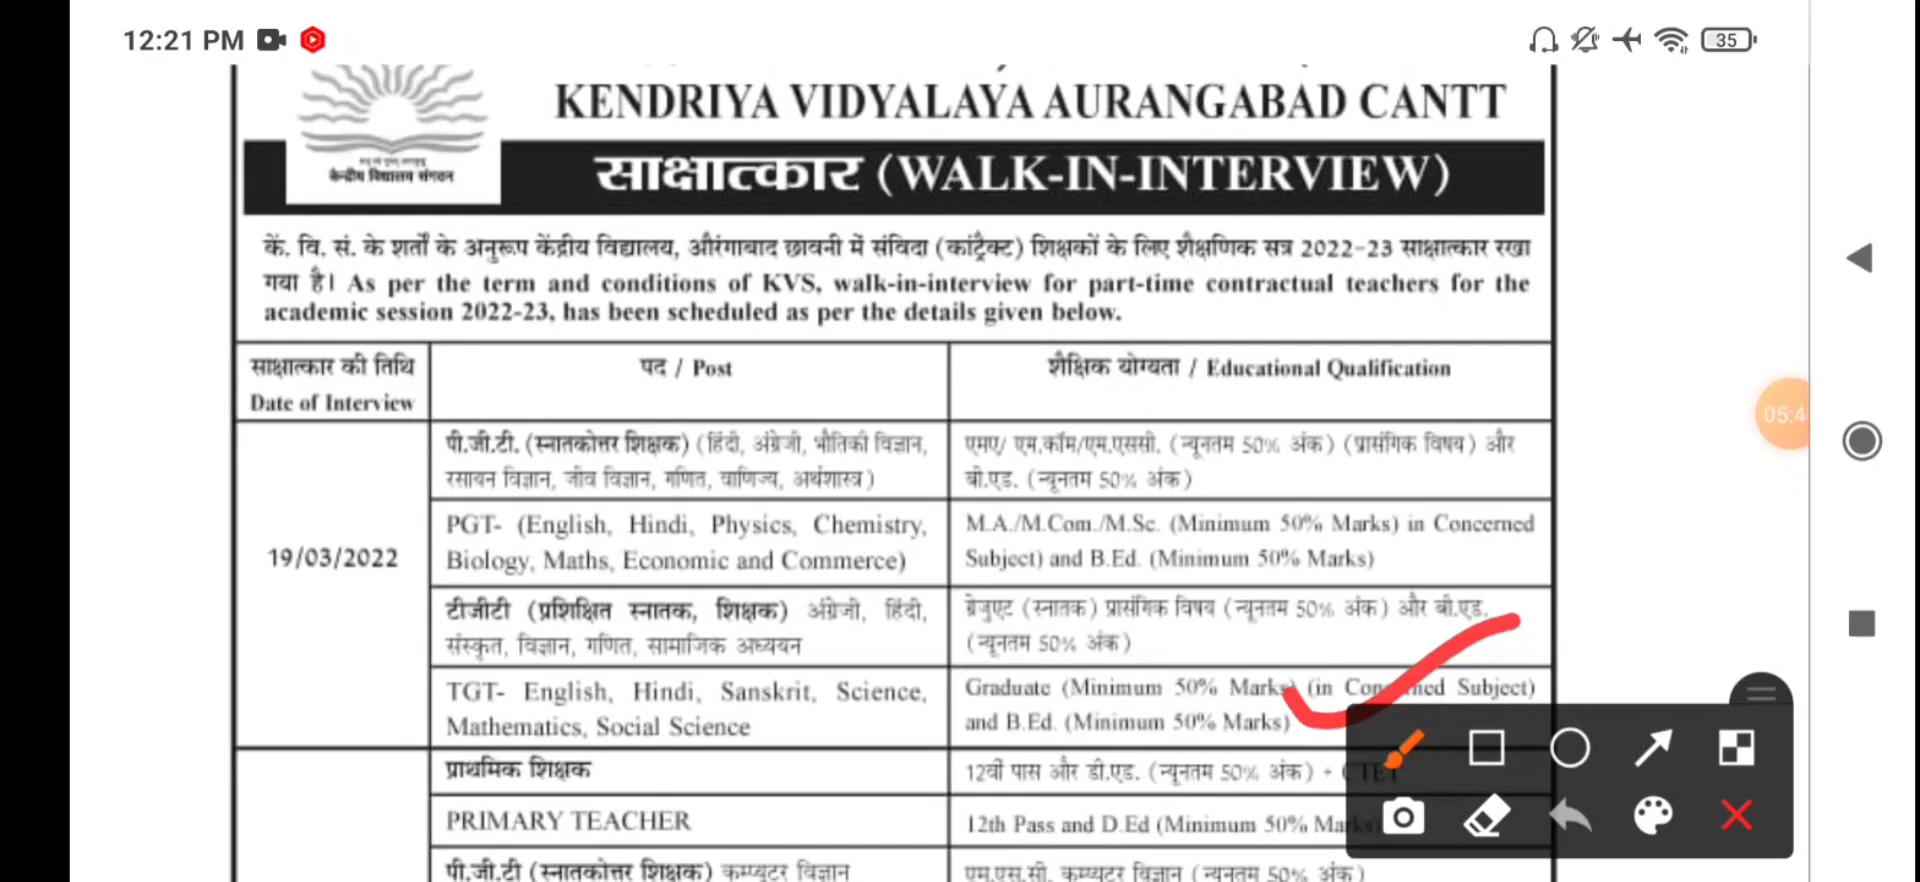 12:21 PM
35
KENDRIYA VIDYALAYA AURANGABAD CANTT
केन्द्रीय विद्यालय संगठन
साक्षात्कार (WALK-IN-INTERVIEW)
कें. वि. सं. के शर्तों के अनुरूप केंद्रीय विद्यालय, औरंगाबाद छावनी में संविदा (कांट्रैक्ट) शिक्षकों के लिए शैक्षणिक सत्र 2022-23 साक्षात्कार रखा
गया है। As per the term and conditions of KVS, walk-in-interview for part-time contractual teachers for the
academic session 2022-23, has been scheduled as per the details given below.
साक्षात्कार की तिथि
Date of Interview
पद / Post
शैक्षिक योग्यता / Educational Qualification
19/03/2022
पी.जी.टी. (स्नातकोत्तर शिक्षक) (हिंदी, अंग्रेजी, भौतिकी विज्ञान,
रसायन विज्ञान, जीव विज्ञान, गणित, वाणिज्य, अर्थशास्त्र)
एमए/ एम.कॉम/एम.एससी. (न्यूनतम 50% अंक) (प्रासंगिक विषय) और
बी.एड. (न्यूनतम 50% अंक)
PGT- (English, Hindi, Physics, Chemistry,
Biology, Maths, Economic and Commerce)
M.A./M.Com./M.Sc. (Minimum 50% Marks) in Concerned
Subject) and B.Ed. (Minimum 50% Marks)
टीजीटी (प्रशिक्षित स्नातक, शिक्षक) अंग्रेजी, हिंदी,
संस्कृत, विज्ञान, गणित, सामाजिक अध्ययन
ग्रेजुएट (स्नातक) प्रासंगिक विषय (न्यूनतम 50% अंक) और बी.एड.
(न्यूनतम 50% अंक)
TGT- English, Hindi, Sanskrit, Science,
Mathematics, Social Science
Graduate (Minimum 50% Marks) (in Concerned Subject)
and B.Ed. (Minimum 50% Marks)
प्राथमिक शिक्षक
12वीं पास और डी.एड. (न्यूनतम 50% अंक) + CTET
PRIMARY TEACHER
12th Pass and D.Ed (Minimum 50% Marks)
पी.जी.टी (स्नातकोत्तर शिक्षक) कम्प्यूटर विज्ञान
एम.एस.सी. कम्प्यूटर विज्ञान (न्यूनतम 50% अंक)
05:4